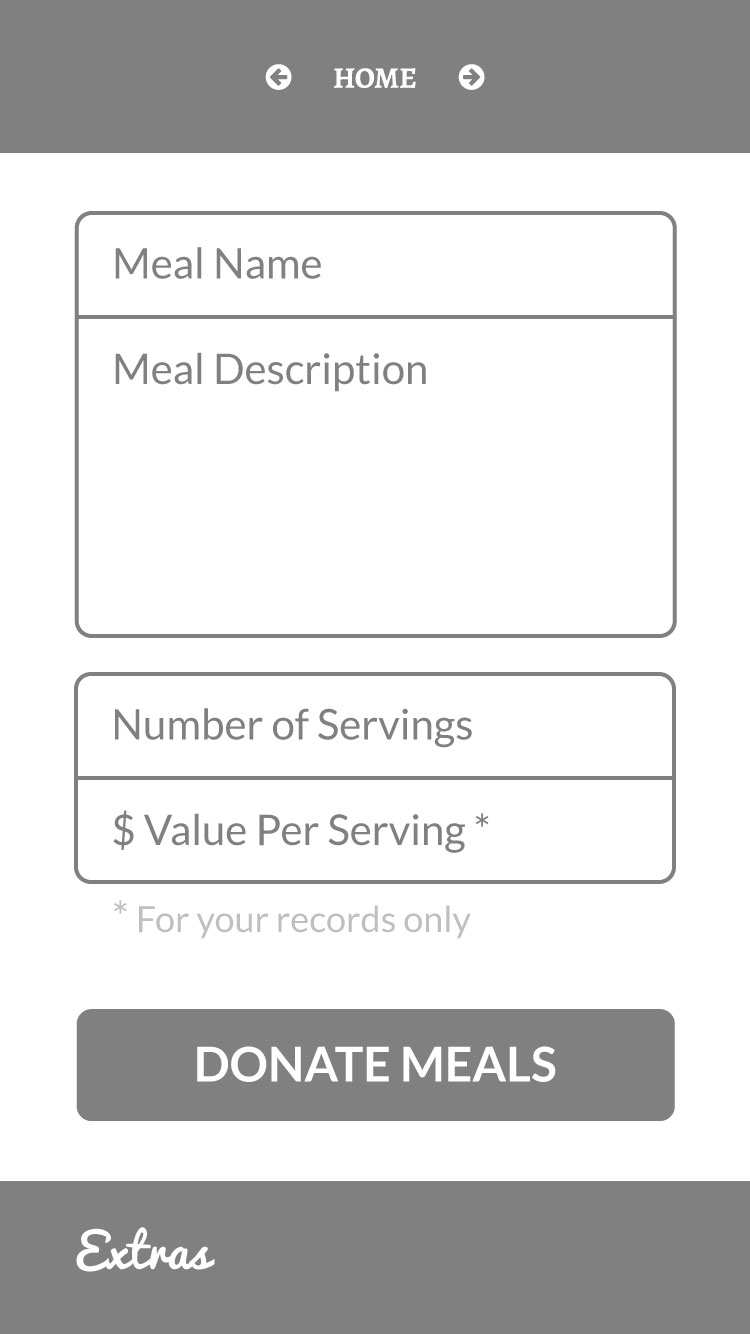 HOME
Meal Name
Meal Description
Number of Servings
$ Value Per Serving *
* For your records only
DONATE MEALS
Extras